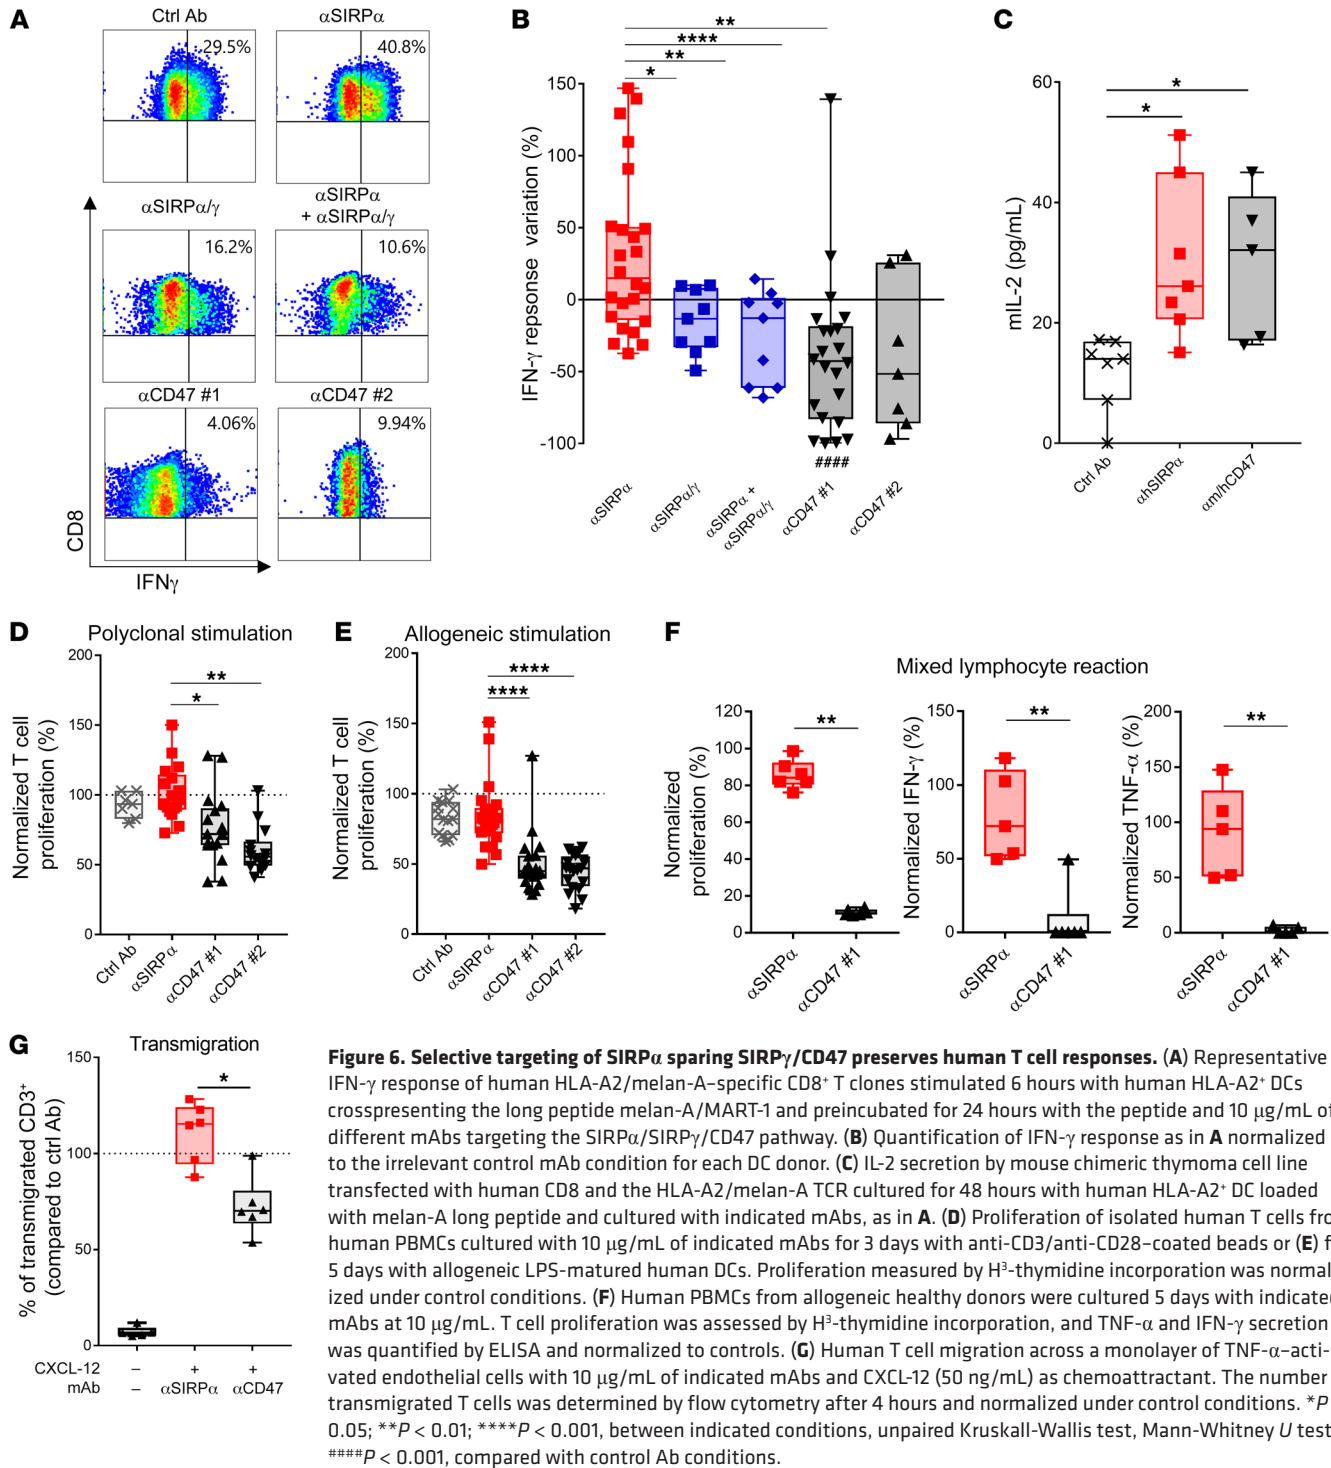 A
Ctrl Ab
αSIRPα
29.5%
40.8%
αSIRPα/γ
αSIRPα
+ αSIRPα/γ
16.2%
10.6%
αCD47 #1
αCD47 #2
4.06%
9.94%
CD8
IFNγ
B
**
****
**
*
IFN-γ repsonse variation (%)
150
100
50
0
-50
-100
####
αSIRPα
αSIRPα/γ
αSIRPα +
αSIRPα/γ
αCD47 #1
αCD47 #2
C
*
*
mIL-2 (pg/mL)
60
40
20
0
Ctrl Ab
αhSIRPα
αm/hCD47
D
Polyclonal stimulation
**
*
Normalized T cell
proliferation (%)
200
150
100
50
0
Ctrl Ab
αSIRPα
αCD47 #1
αCD47 #2
E
Allogeneic stimulation
****
****
Normalized T cell
proliferation (%)
200
150
100
50
0
Ctrl Ab
αSIRPα
αCD47 #1
αCD47 #2
F
Mixed lymphocyte reaction
**
Normalized
proliferation (%)
120
100
80
60
40
20
0
αSIRPα
αCD47 #1
**
Normalized IFN-γ (%)
150
100
50
0
αSIRPα
αCD47 #1
**
Normalized TNF-α (%)
200
150
100
50
0
αSIRPα
αCD47 #1
G
Transmigration
*
% of transmigrated CD3⁺
(compared to ctrl Ab)
150
100
50
0
CXCL-12 – + +
mAb – αSIRPα αCD47
Figure 6. Selective targeting of SIRPα sparing SIRPγ/CD47 preserves human T cell responses. (A) Representative
IFN-γ response of human HLA-A2/melan-A–specific CD8⁺ T clones stimulated 6 hours with human HLA-A2⁺ DCs
crosspresenting the long peptide melan-A/MART-1 and preincubated for 24 hours with the peptide and 10 μg/mL of
different mAbs targeting the SIRPα/SIRPγ/CD47 pathway. (B) Quantification of IFN-γ response as in A normalized
to the irrelevant control mAb condition for each DC donor. (C) IL-2 secretion by mouse chimeric thymoma cell line
transfected with human CD8 and the HLA-A2/melan-A TCR cultured for 48 hours with human HLA-A2⁺ DC loaded
with melan-A long peptide and cultured with indicated mAbs, as in A. (D) Proliferation of isolated human T cells fro
human PBMCs cultured with 10 μg/mL of indicated mAbs for 3 days with anti-CD3/anti-CD28–coated beads or (E) f
5 days with allogeneic LPS-matured human DCs. Proliferation measured by H³-thymidine incorporation was normal-
ized under control conditions. (F) Human PBMCs from allogeneic healthy donors were cultured 5 days with indicated
mAbs at 10 μg/mL. T cell proliferation was assessed by H³-thymidine incorporation, and TNF-α and IFN-γ secretion
was quantified by ELISA and normalized to controls. (G) Human T cell migration across a monolayer of TNF-α–acti-
vated endothelial cells with 10 μg/mL of indicated mAbs and CXCL-12 (50 ng/mL) as chemoattractant. The number
transmigrated T cells was determined by flow cytometry after 4 hours and normalized under control conditions. *P
0.05; **P < 0.01; ****P < 0.001, between indicated conditions, unpaired Kruskall-Wallis test, Mann-Whitney U test
####P < 0.001, compared with control Ab conditions.